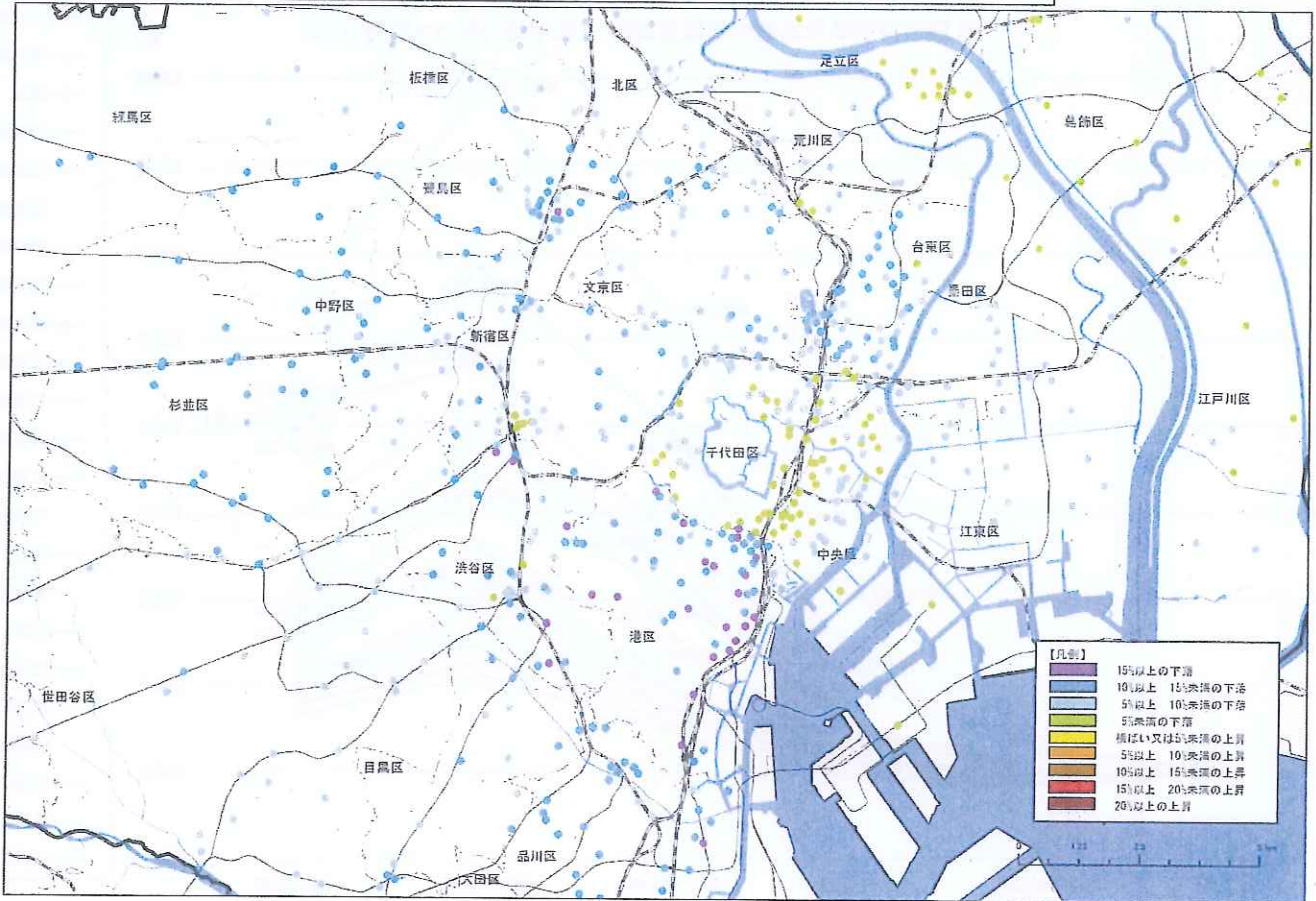 板橋区
北区
足立区
練馬区
荒川区
葛飾区
豊島区
台東区
文京区
墨田区
中野区
新宿区
杉並区
江戸川区
千代田区
江東区
中央区
渋谷区
港区
世田谷区
目黒区
品川区
大田区
【凡例】
15%以上の下落
10%以上 15%未満の下落
5%以上 10%未満の下落
5%未満の下落
横ばい又は5%未満の上昇
5%以上 10%未満の上昇
10%以上 15%未満の上昇
15%以上 20%未満の上昇
20%以上の上昇